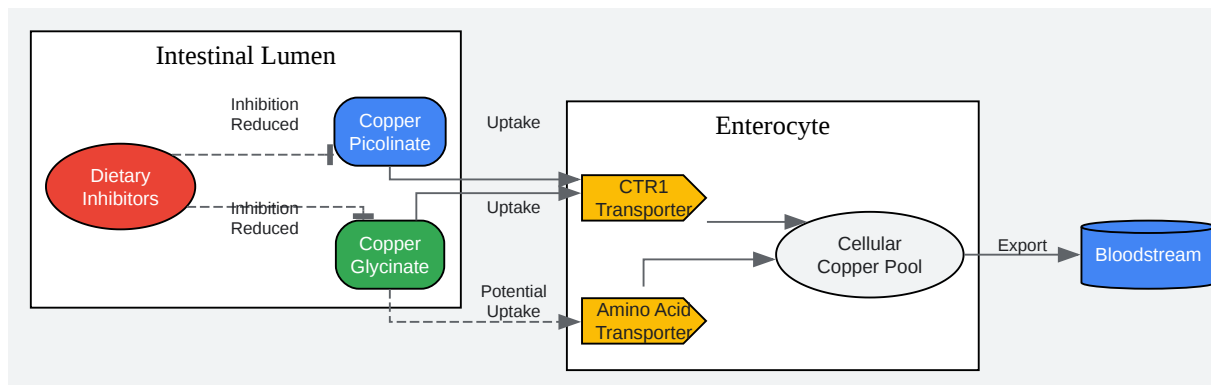 Intestinal Lumen
Inhibition
Reduced
Copper
Picolinate
Uptake
Enterocyte
Dietary
Inhibitors
CTR1
Transporter
Inhibition
Reduced
Uptake
Copper
Glycinate
Cellular
Copper Pool
Export
Bloodstream
Potential
Uptake
Amino Acid
Transporter